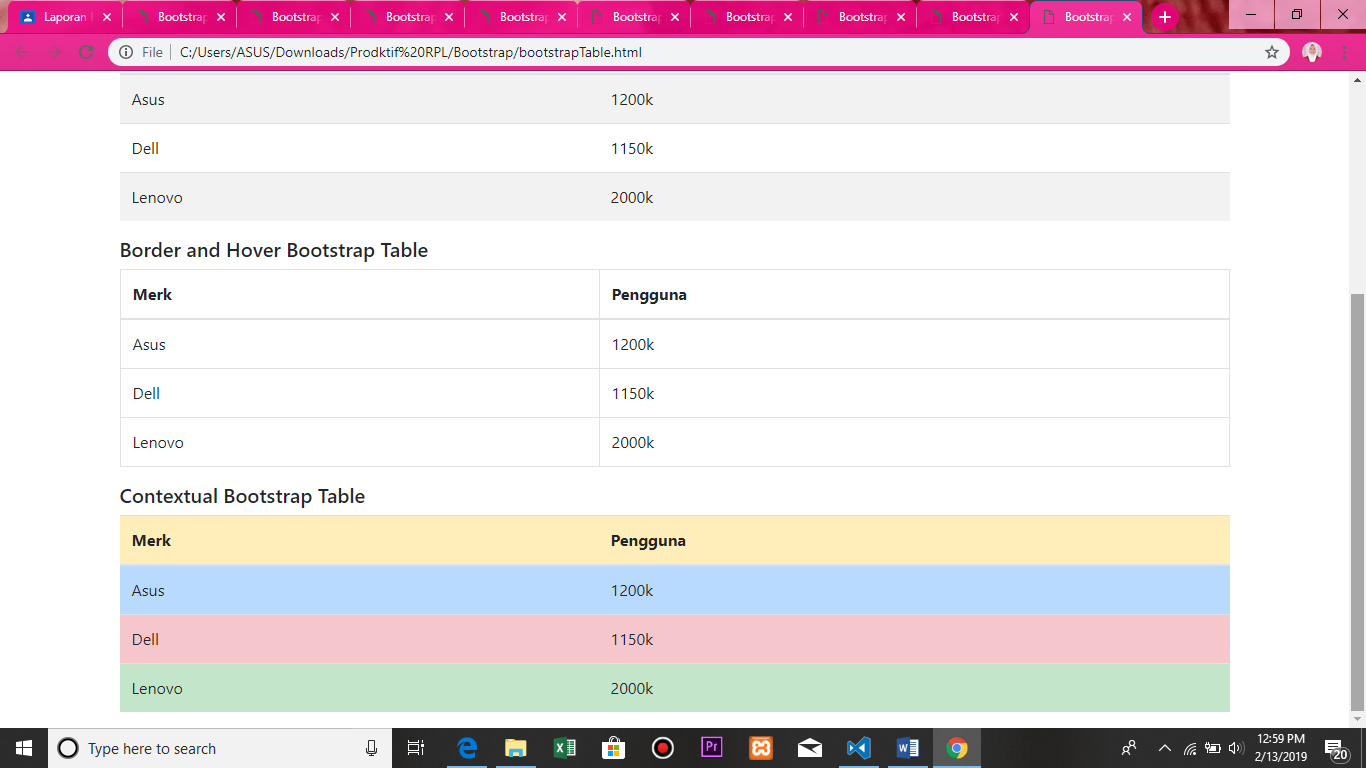 Laporan
Bootstrap
Bootstrap
Bootstrap
Bootstrap
Bootstrap
Bootstrap
Bootstrap
Bootstrap
Bootstrap
File
C:/Users/ASUS/Downloads/Prodktif%20RPL/Bootstrap/bootstrapTable.html
Asus 1200k
Dell 1150k
Lenovo 2000k
Border and Hover Bootstrap Table
Merk Pengguna
Asus 1200k
Dell 1150k
Lenovo 2000k
Contextual Bootstrap Table
Merk Pengguna
Asus 1200k
Dell 1150k
Lenovo 2000k
Type here to search
Pr
12:59 PM
2/13/2019
20